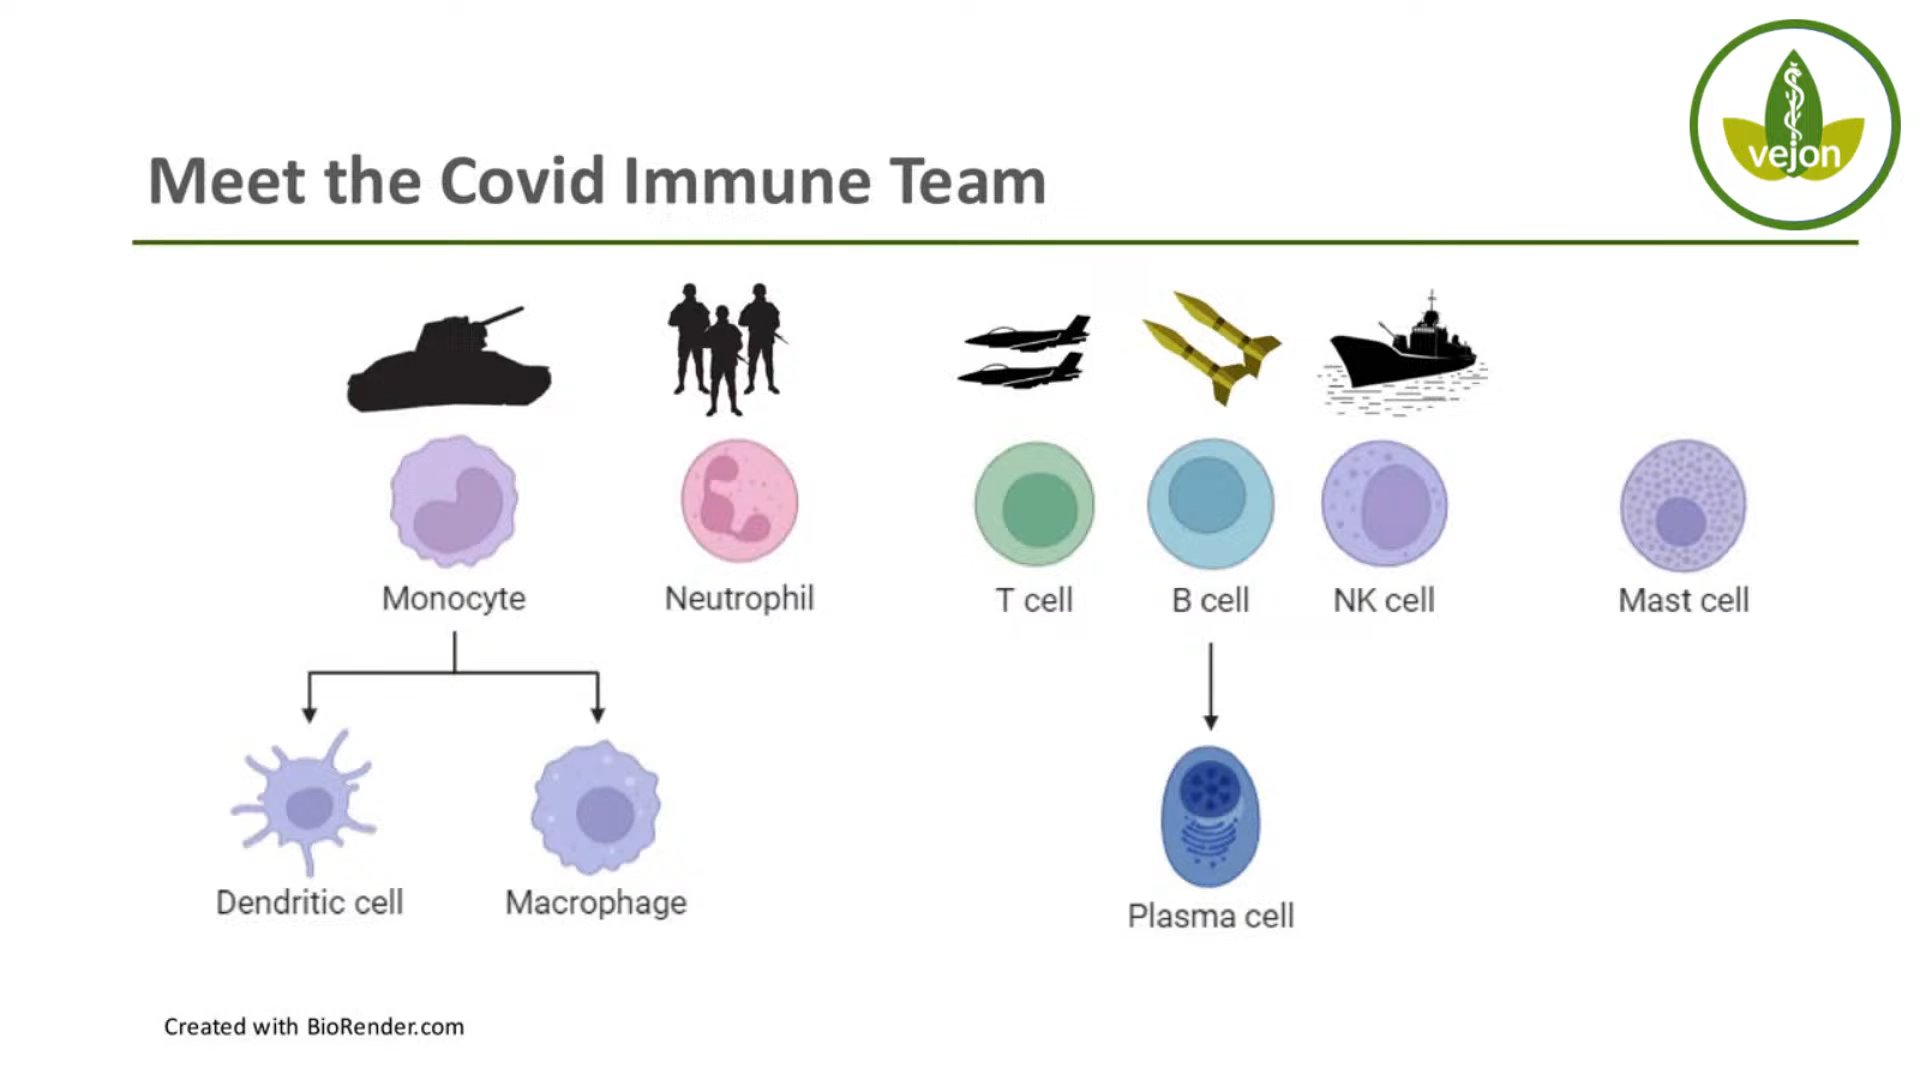 vejon
Meet the Covid Immune Team
Monocyte
Neutrophil
T cell
B cell
NK cell
Mast cell
Dendritic cell
Macrophage
Plasma cell
Created with BioRender.com